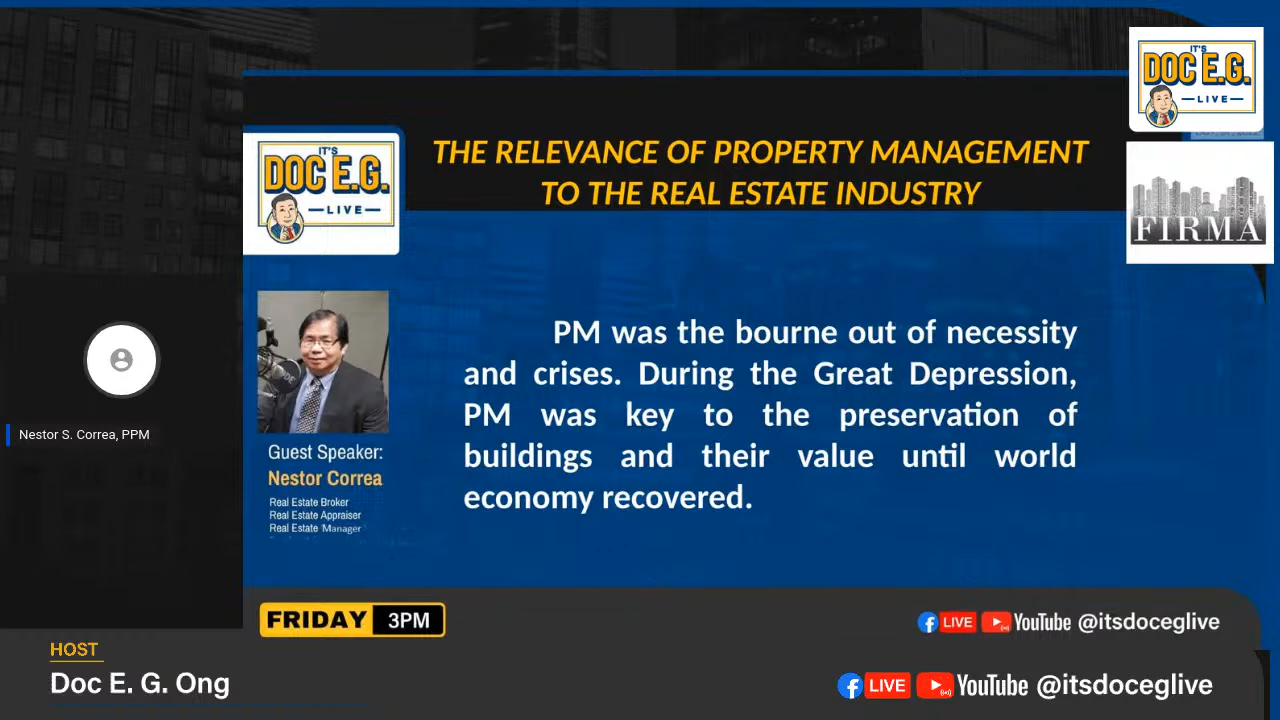 IT'S
DOC E.G.
LIVE
FIRMA
IT'S
DOC E.G.
LIVE
THE RELEVANCE OF PROPERTY MANAGEMENT
TO THE REAL ESTATE INDUSTRY
PM was the bourne out of necessity
and crises. During the Great Depression,
PM was key to the preservation of
buildings and their value until world
economy recovered.
Nestor S. Correa, PPM
Guest Speaker:
Nestor Correa
Real Estate Broker
Real Estate Appraiser
Real Estate Manager
FRIDAY 3PM
LIVE YouTube @itsdoceglive
HOST
Doc E. G. Ong
LIVE YouTube @itsdoceglive